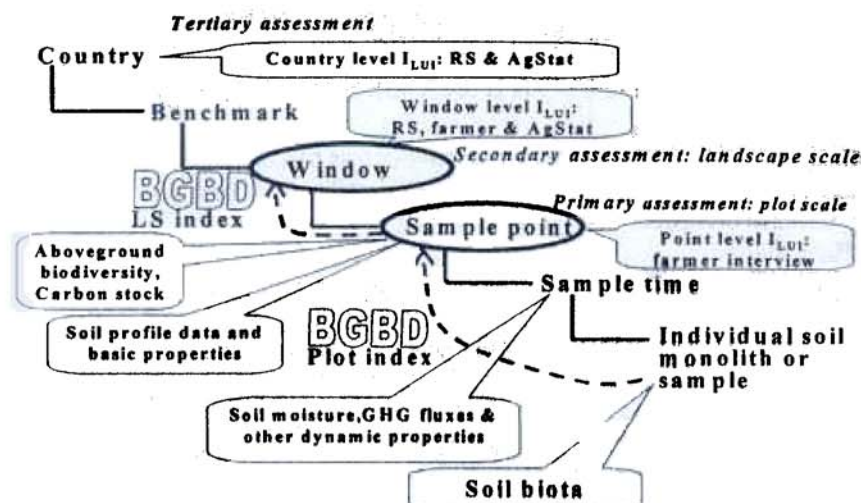 Tertiary assessment
Country
Country level I_LUI: RS & AgStat
Benchmark
Window level I_LUI:
RS, farmer & AgStat
Window
Secondary assessment: landscape scale
BGBD
LS index
Primary assessment: plot scale
Sample point
Point level I_LUI:
farmer interview
Aboveground
biodiversity,
Carbon stock
Sample time
Soil profile data and
basic properties
BGBD
Plot index
Individual soil
monolith or
sample
Soil moisture,GHG fluxes &
other dynamic properties
Soil biota